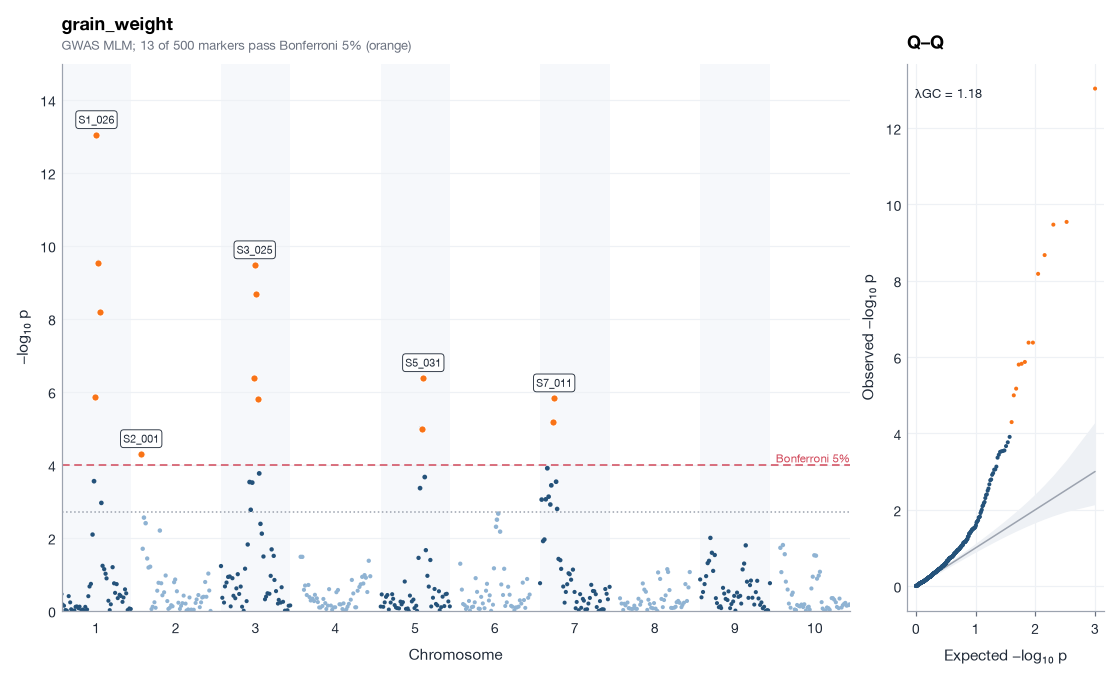 grain_weight
GWAS MLM; 13 of 500 markers pass Bonferroni 5% (orange)
Q–Q
λGC = 1.18
S1_026
S3_025
S5_031
S7_011
S2_001
Bonferroni 5%
−log₁₀ p
14
12
10
8
6
4
2
0
1 2 3 4 5 6 7 8 9 10
Chromosome
Observed −log₁₀ p
12
10
8
6
4
2
0
0 1 2 3
Expected −log₁₀ p